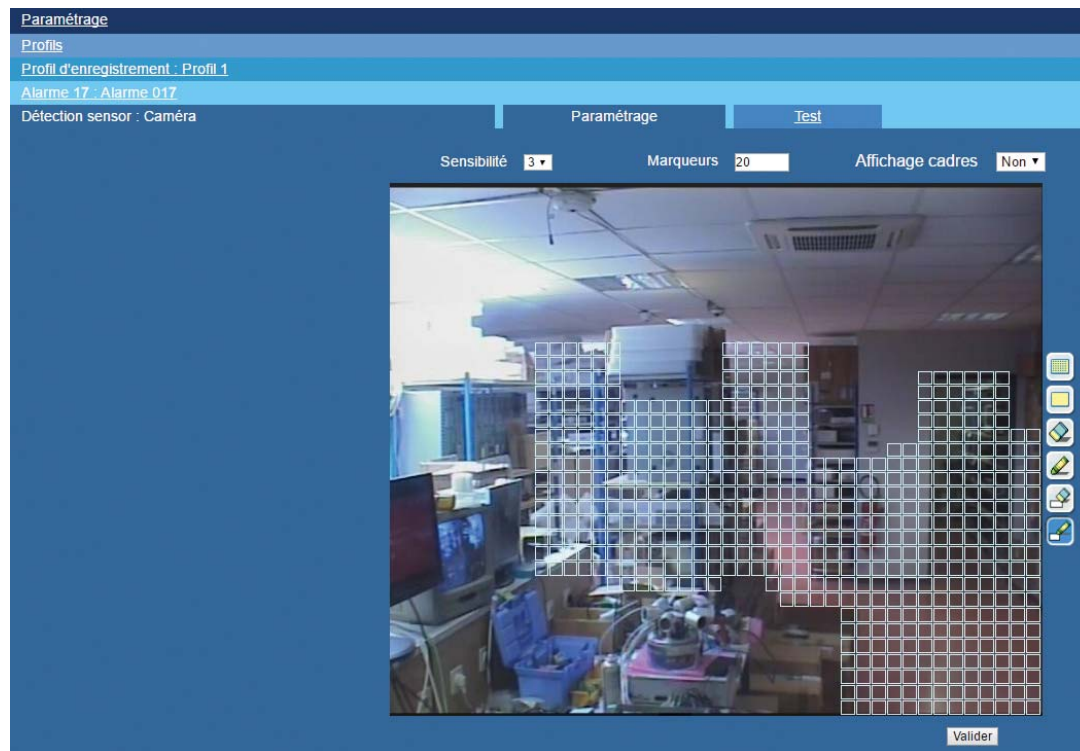 Paramétrage
Profils
Profil d'enregistrement : Profil 1
Alarme 17 : Alarme 017
Détection sensor : Caméra
Paramétrage
Test
Sensibilité 3 Marqueurs 20 Affichage cadres Non
Valider